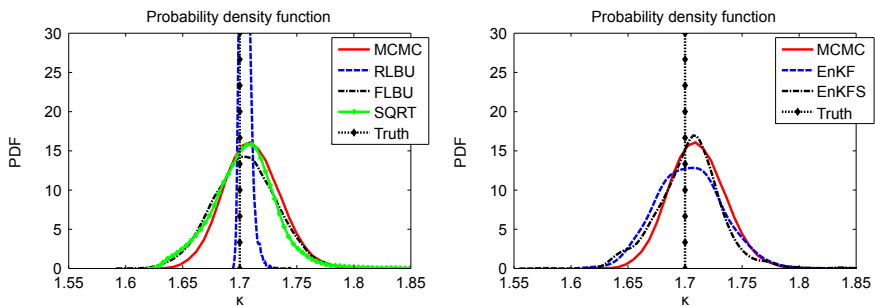 Probability density function
30
25
20
15
10
5
0
PDF
1.55
1.6
1.65
1.7
1.75
1.8
1.85
κ
MCMC
RLBU
FLBU
SQRT
Truth
Probability density function
30
25
20
15
10
5
0
PDF
1.55
1.6
1.65
1.7
1.75
1.8
1.85
κ
MCMC
EnKF
EnKFS
Truth